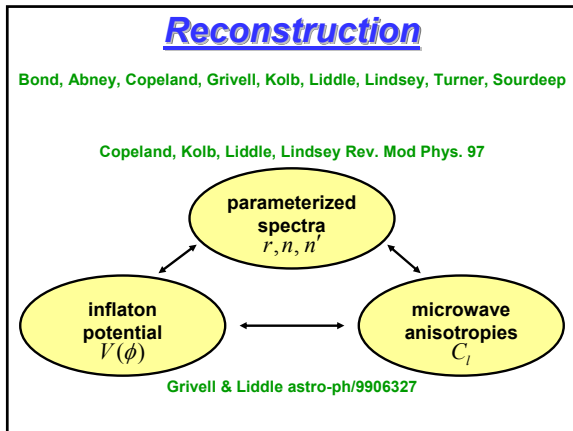 Reconstruction
Bond, Abney, Copeland, Grivell, Kolb, Liddle, Lindsey, Turner, Sourdeep
Copeland, Kolb, Liddle, Lindsey Rev. Mod Phys. 97
parameterized
spectra
r, n, n′
inflaton
potential
V(ϕ)
microwave
anisotropies
C_l
Grivell & Liddle astro-ph/9906327